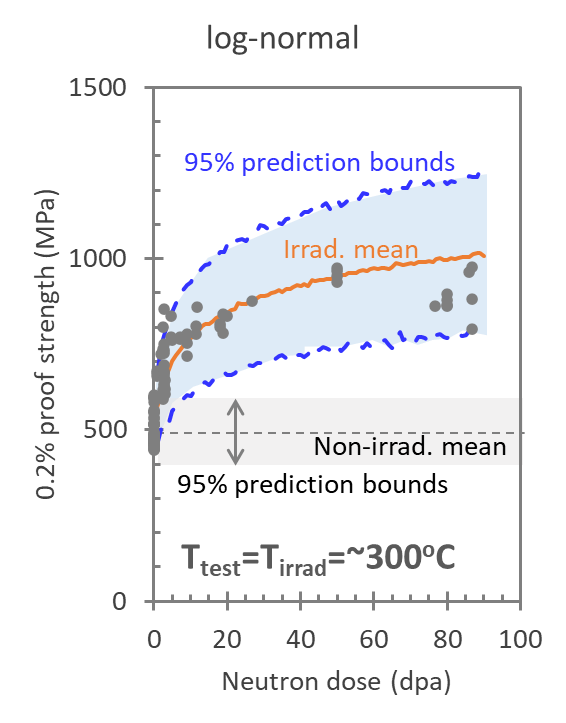 log-normal
1500
1000
500
0
0.2% proof strength (MPa)
95% prediction bounds
Irrad. mean
Non-irrad. mean
95% prediction bounds
Ttest=Tirrad=~300oC
0 20 40 60 80 100
Neutron dose (dpa)